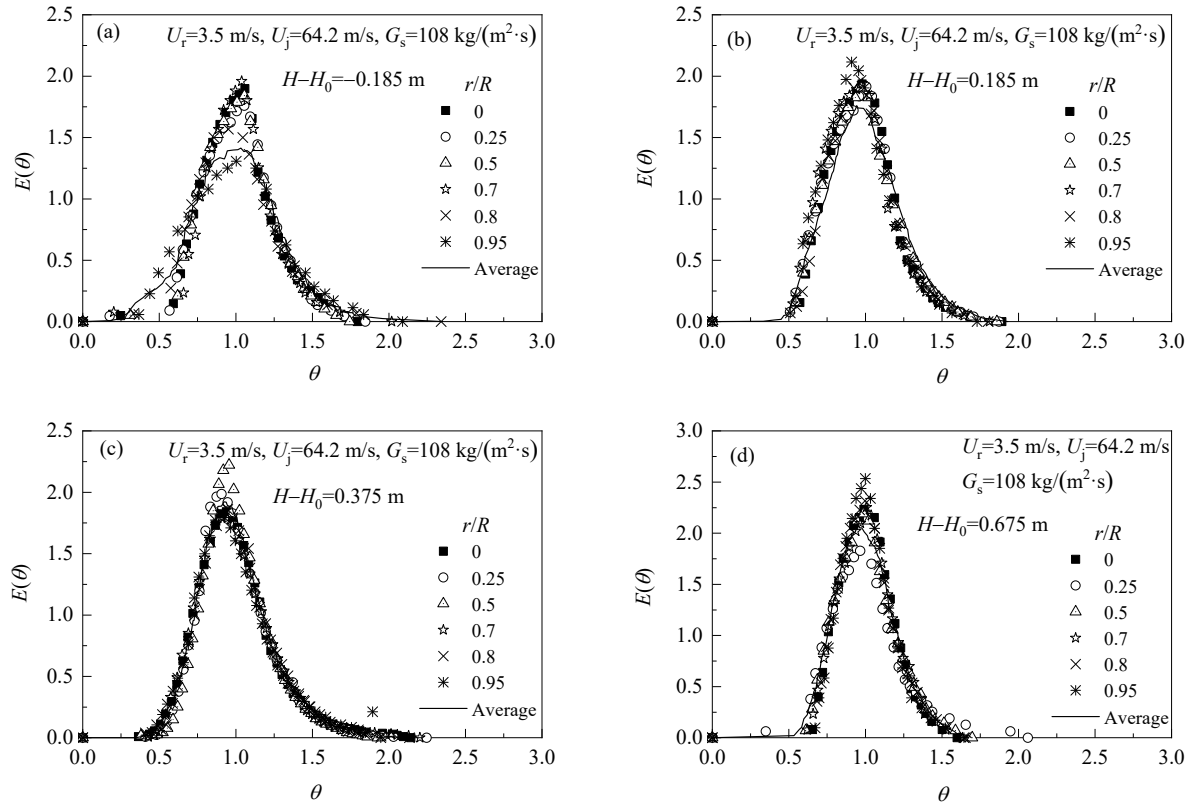 (a) U_r=3.5 m/s, U_j=64.2 m/s, G_s=108 kg/(m²·s)
H–H_0=–0.185 m
r/R
0
0.25
0.5
0.7
0.8
0.95
Average
E(θ)
2.5
2.0
1.5
1.0
0.5
0.0
0.0 0.5 1.0 1.5 2.0 2.5 3.0
θ
(b) U_r=3.5 m/s, U_j=64.2 m/s, G_s=108 kg/(m²·s)
H–H_0=0.185 m
r/R
0
0.25
0.5
0.7
0.8
0.95
Average
E(θ)
2.5
2.0
1.5
1.0
0.5
0.0
0.0 0.5 1.0 1.5 2.0 2.5 3.0
θ
(c) U_r=3.5 m/s, U_j=64.2 m/s, G_s=108 kg/(m²·s)
H–H_0=0.375 m
r/R
0
0.25
0.5
0.7
0.8
0.95
Average
E(θ)
2.5
2.0
1.5
1.0
0.5
0.0
0.0 0.5 1.0 1.5 2.0 2.5 3.0
θ
(d) U_r=3.5 m/s, U_j=64.2 m/s
G_s=108 kg/(m²·s)
H–H_0=0.675 m
r/R
0
0.25
0.5
0.7
0.8
0.95
Average
E(θ)
3.0
2.5
2.0
1.5
1.0
0.5
0.0
0.0 0.5 1.0 1.5 2.0 2.5 3.0
θ